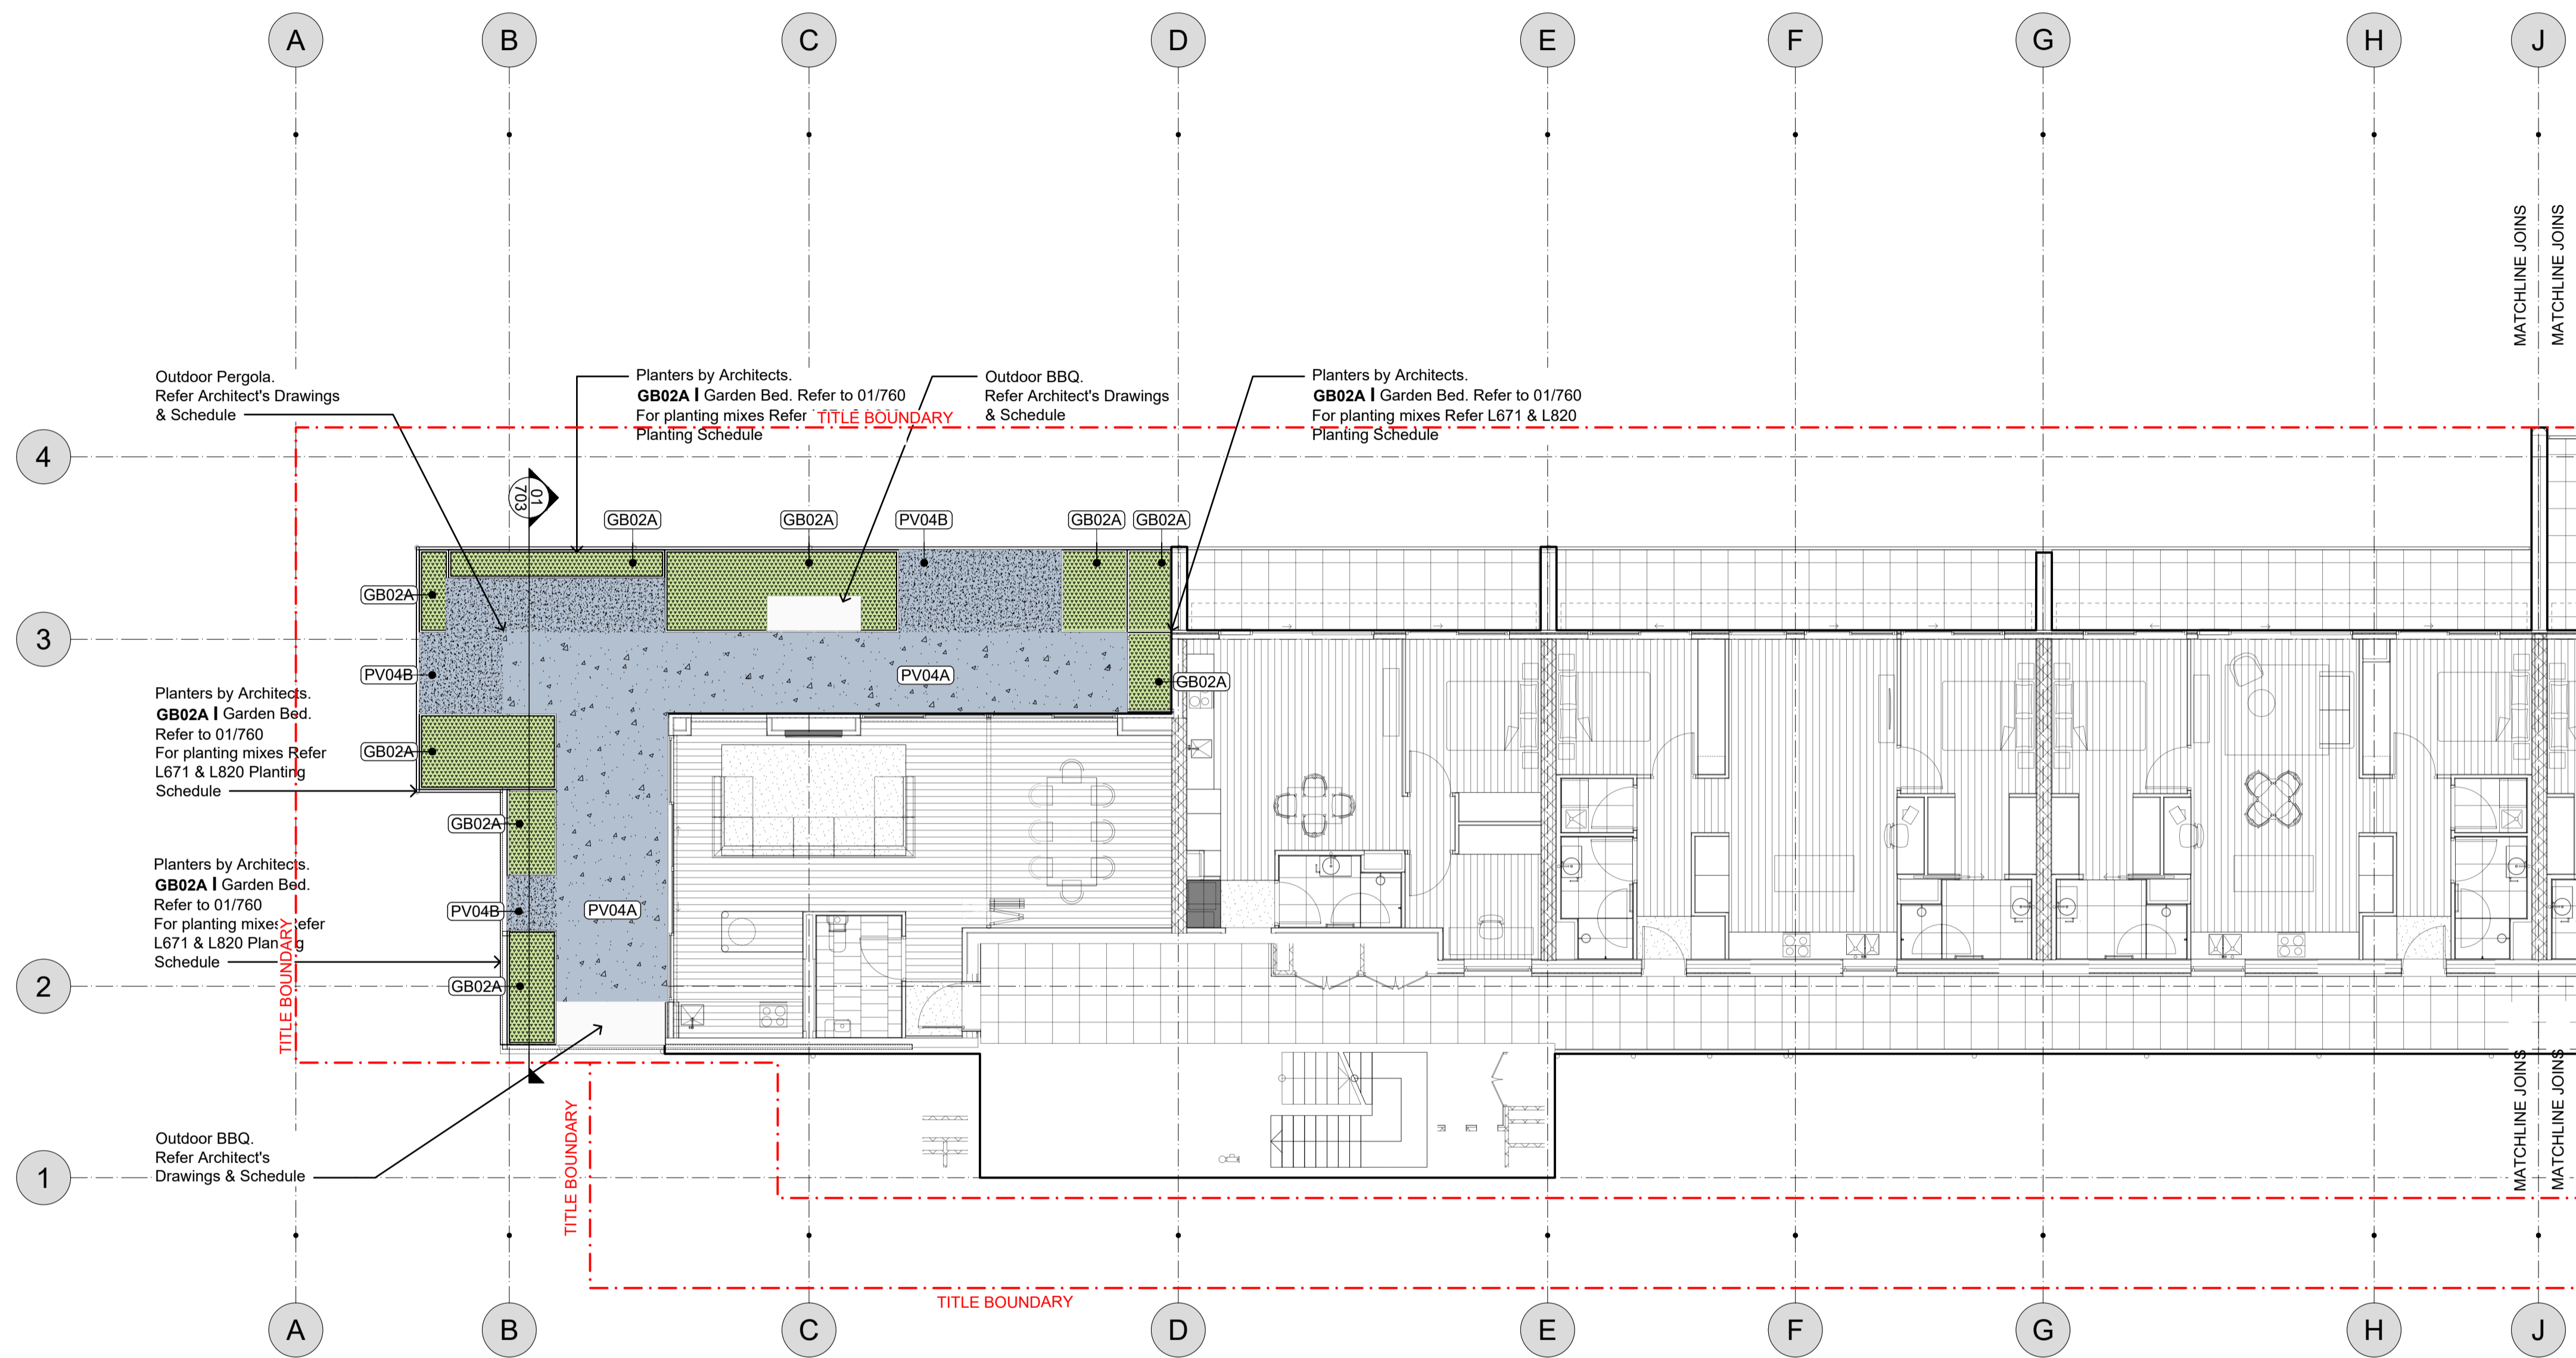 A B C D E F G H J
MATCHLINE JOINS
MATCHLINE JOINS
Outdoor Pergola.
Refer Architect's Drawings
& Schedule
Planters by Architects.
GB02A | Garden Bed. Refer to 01/760
For planting mixes Refer
Planting Schedule
TITLE BOUNDARY
Outdoor BBQ.
Refer Architect's Drawings
& Schedule
Planters by Architects.
GB02A | Garden Bed. Refer to 01/760
For planting mixes Refer L671 & L820
Planting Schedule
4
01
703
GB02A
GB02A
PV04B
GB02A
GB02A
GB02A
3
PV04B
PV04A
GB02A
Planters by Architects.
GB02A | Garden Bed.
Refer to 01/760
For planting mixes Refer
L671 & L820 Planting
Schedule
GB02A
GB02A
Planters by Architects.
GB02A | Garden Bed.
Refer to 01/760
For planting mixes Refer
L671 & L820 Planting
Schedule
PV04B
PV04A
TITLE BOUNDARY
2
GB02A
MATCHLINE JOINS
MATCHLINE JOINS
TITLE BOUNDARY
Outdoor BBQ.
Refer Architect's
Drawings & Schedule
1
TITLE BOUNDARY
A B C D E F G H J